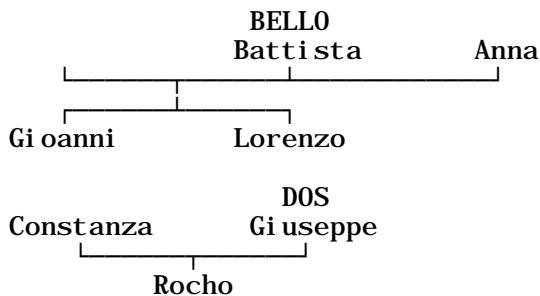 BELLO
Battista Anna
Gioanni Lorenzo
DOS
Constanza Giuseppe
Rocho